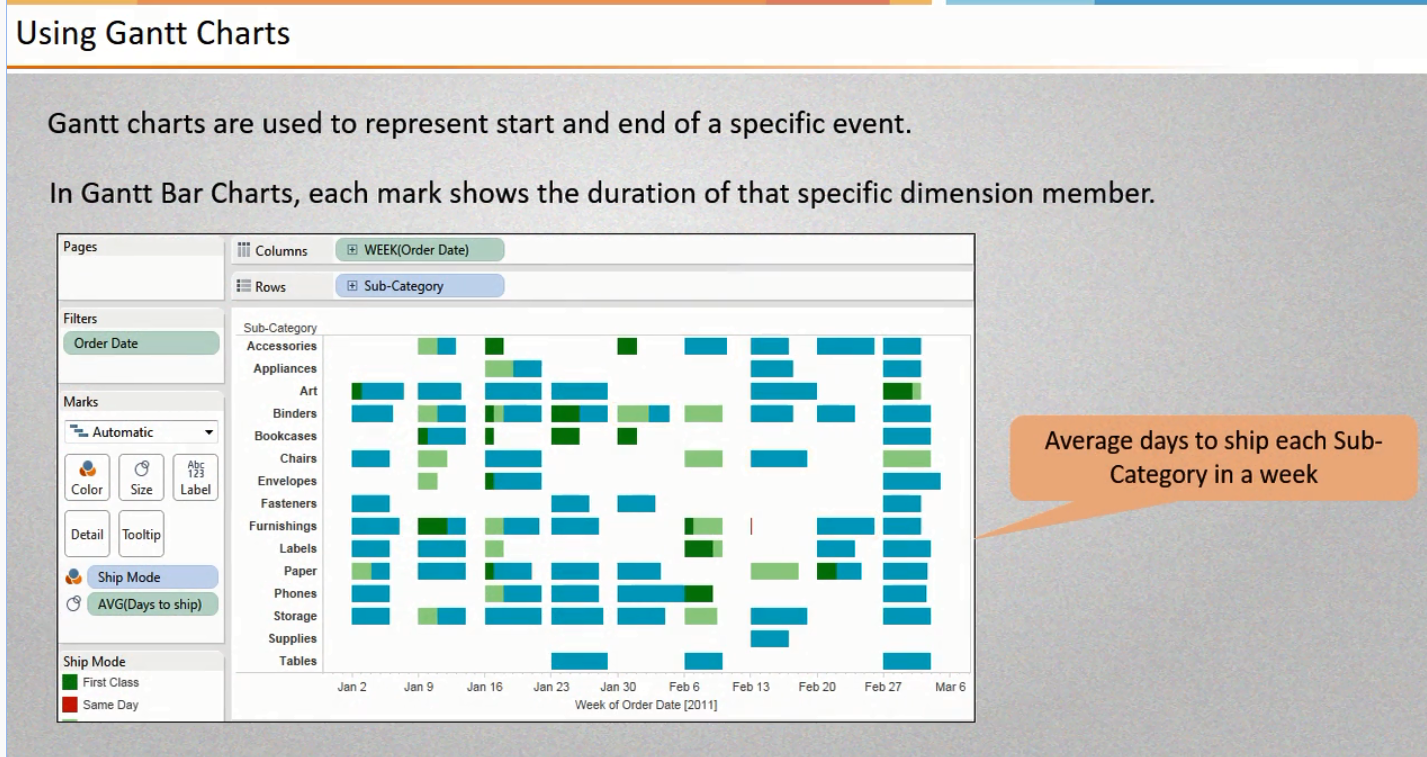 Using Gantt Charts
Gantt charts are used to represent start and end of a specific event.
In Gantt Bar Charts, each mark shows the duration of that specific dimension member.
Pages
Columns
WEEK(Order Date)
Rows
Sub-Category
Filters
Order Date
Marks
Automatic
Color
Size
Abc
123
Label
Detail
Tooltip
Ship Mode
AVG(Days to ship)
Ship Mode
First Class
Same Day
Sub-Category
Accessories
Appliances
Art
Binders
Bookcases
Chairs
Envelopes
Fasteners
Furnishings
Labels
Paper
Phones
Storage
Supplies
Tables
Jan 2 Jan 9 Jan 16 Jan 23 Jan 30 Feb 6 Feb 13 Feb 20 Feb 27 Mar 6
Week of Order Date [2011]
Average days to ship each Sub-
Category in a week